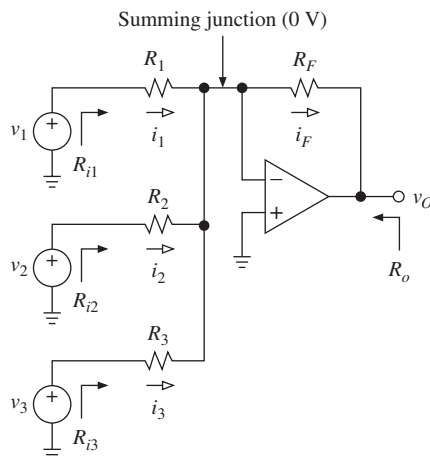 Summing junction (0 V)
R1
RF
v1
+
Ri1
i1
iF
−
+
vO
R2
v2
+
Ri2
i2
Ro
R3
v3
+
Ri3
i3